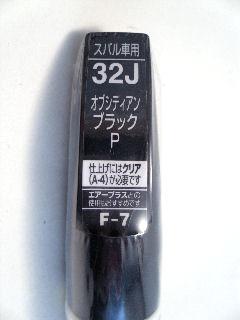 スバル車用
32J
オブシディアン
ブラック
P
仕上げにはクリア
(A-4)が必要です
エアープラスとの
使用もおすすめです
F-7